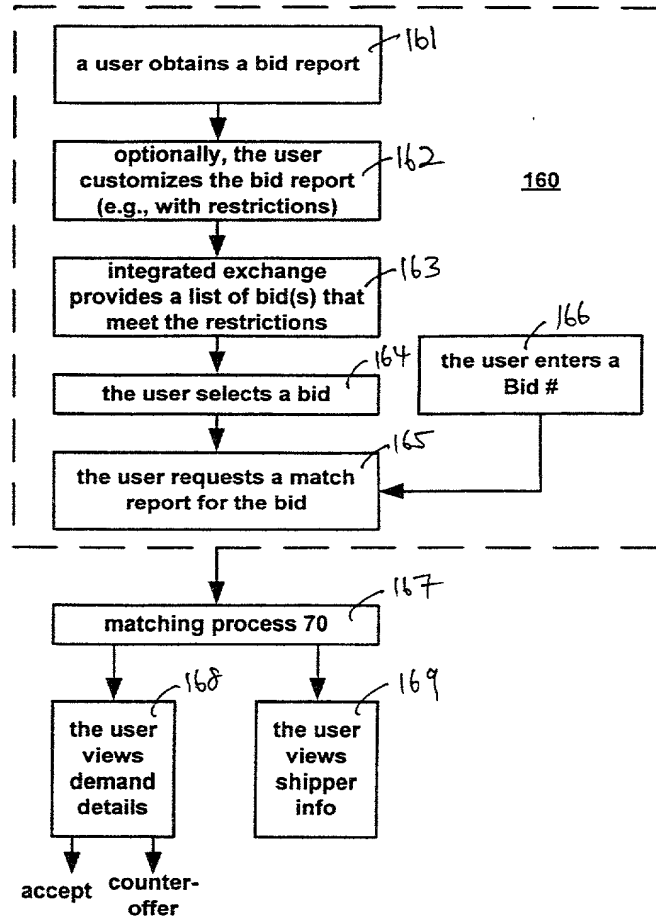 161
a user obtains a bid report
optionally, the user
customizes the bid report
(e.g., with restrictions)
162
160
integrated exchange
provides a list of bid(s) that
meet the restrictions
163
166
the user enters a
Bid #
164
the user selects a bid
165
the user requests a match
report for the bid
167
matching process 70
168
the user
views
demand
details
169
the user
views
shipper
info
accept
counter-
offer